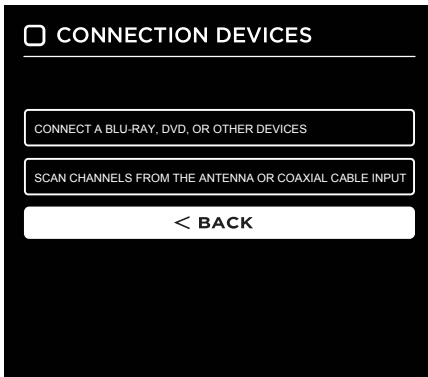 CONNECTION DEVICES
CONNECT A BLU-RAY, DVD, OR OTHER DEVICES
SCAN CHANNELS FROM THE ANTENNA OR COAXIAL CABLE INPUT
< BACK